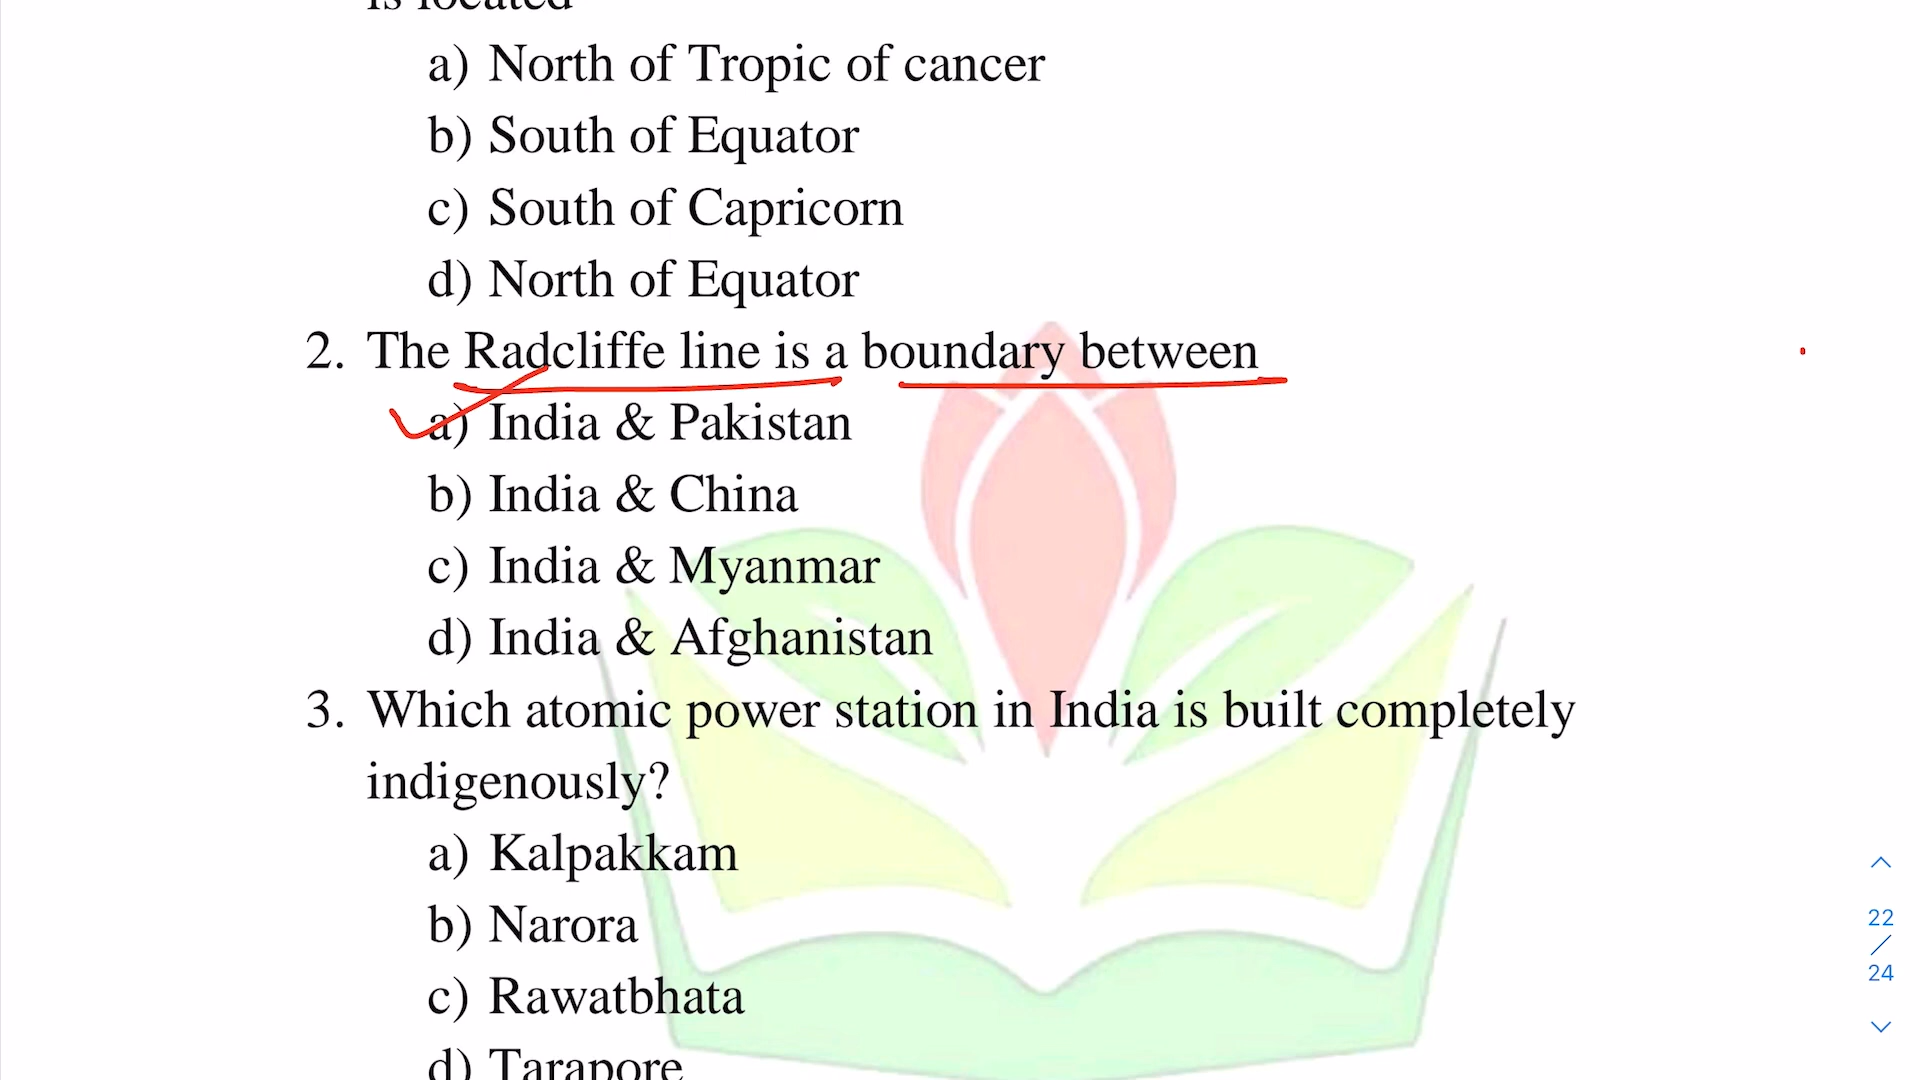 is located
a) North of Tropic of cancer
b) South of Equator
c) South of Capricorn
d) North of Equator
2. The Radcliffe line is a boundary between
a) India & Pakistan
b) India & China
c) India & Myanmar
d) India & Afghanistan
3. Which atomic power station in India is built completely
indigenously?
a) Kalpakkam
b) Narora
c) Rawatbhata
d) Tarapore
22
/
24